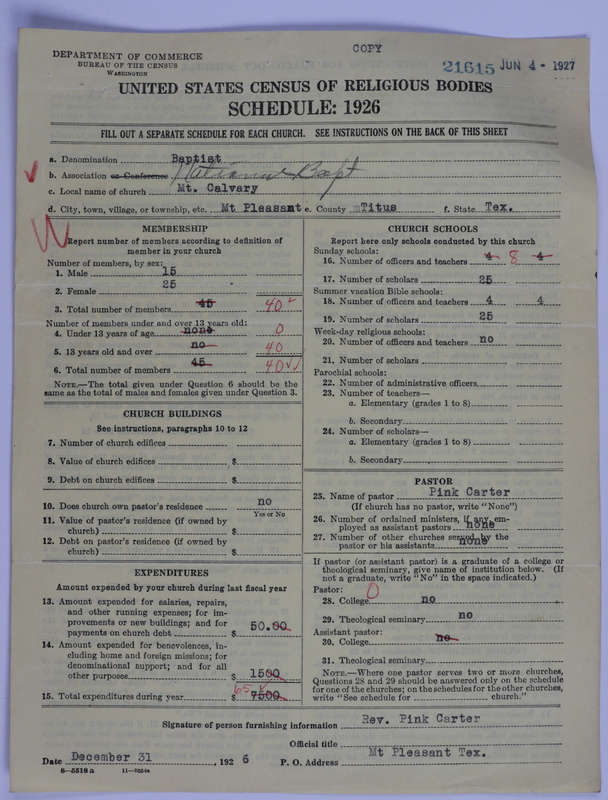 COPY
DEPARTMENT OF COMMERCE
BUREAU OF THE CENSUS
WASHINGTON
21615 JUN 4 - 1927
UNITED STATES CENSUS OF RELIGIOUS BODIES
SCHEDULE: 1926
FILL OUT A SEPARATE SCHEDULE FOR EACH CHURCH. SEE INSTRUCTIONS ON THE BACK OF THIS SHEET
a. Denomination Baptist
b. Association or Conference National Bapt
c. Local name of church Mt. Calvary
d. City, town, village, or township, etc. Mt Pleasant e. County Titus f. State Tex.
MEMBERSHIP
Report number of members according to definition of
member in your church
Number of members, by sex:
1. Male 15
2. Female 25
3. Total number of members 45 40
Number of members under and over 13 years old:
4. Under 13 years of age none 0
5. 13 years old and over no 40
6. Total number of members 45 40
NOTE.—The total given under Question 6 should be the
same as the total of males and females given under Question 3.
CHURCH BUILDINGS
See instructions, paragraphs 10 to 12
7. Number of church edifices
8. Value of church edifices $
9. Debt on church edifices $
10. Does church own pastor's residence no
Yes or No
11. Value of pastor's residence (if owned by
church) $
12. Debt on pastor's residence (if owned by
church) $
EXPENDITURES
Amount expended by your church during last fiscal year
13. Amount expended for salaries, repairs,
and other running expenses; for im-
provements or new buildings; and for
payments on church debt $ 50.00
14. Amount expended for benevolences, in-
cluding home and foreign missions; for
denominational support; and for all
other purposes $ 1500
15. Total expenditures during year $ 65 7500
CHURCH SCHOOLS
Report here only schools conducted by this church
Sunday schools:
16. Number of officers and teachers 4 8 4
17. Number of scholars 25
Summer vacation Bible schools:
18. Number of officers and teachers 4 4
19. Number of scholars 25
Week-day religious schools:
20. Number of officers and teachers no
21. Number of scholars
Parochial schools:
22. Number of administrative officers
23. Number of teachers—
a. Elementary (grades 1 to 8)
b. Secondary
24. Number of scholars—
a. Elementary (grades 1 to 8)
b. Secondary
PASTOR
25. Name of pastor Pink Carter
(If church has no pastor, write "None")
26. Number of ordained ministers, if any, em-
ployed as assistant pastors none
27. Number of other churches served by the
pastor or his assistants none
If pastor (or assistant pastor) is a graduate of a college or
theological seminary, give name of institution below. (If
not a graduate, write "No" in the space indicated.)
Pastor: 0
28. College no
29. Theological seminary no
Assistant pastor:
30. College no
31. Theological seminary
NOTE.—Where one pastor serves two or more churches,
Questions 28 and 29 should be answered only on the schedule
for one of the churches; on the schedules for the other churches,
write "See schedule for church."
Signature of person furnishing information Rev. Pink Carter
Official title
Date December 31, 1926 P. O. Address Mt Pleasant Tex.
8—5518a 11—9664a